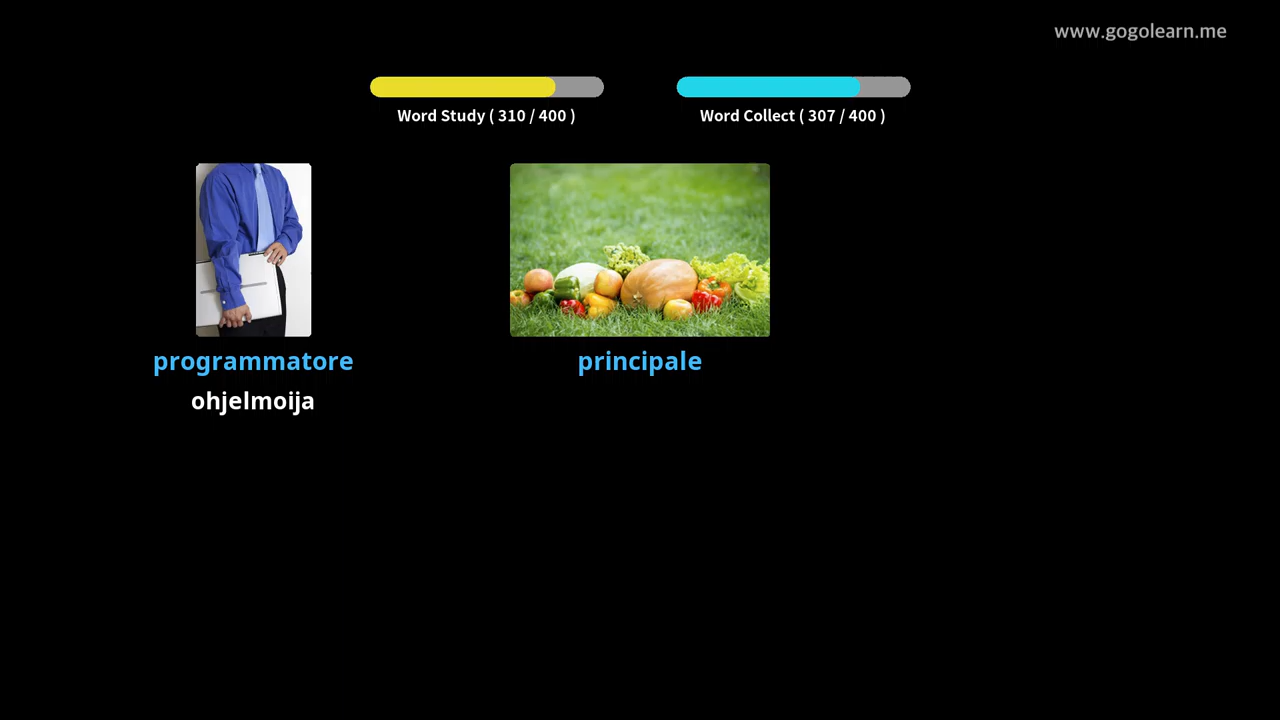 www.gogolearn.me
Word Study ( 310 / 400 )
Word Collect ( 307 / 400 )
programmatore
ohjelmoija
principale